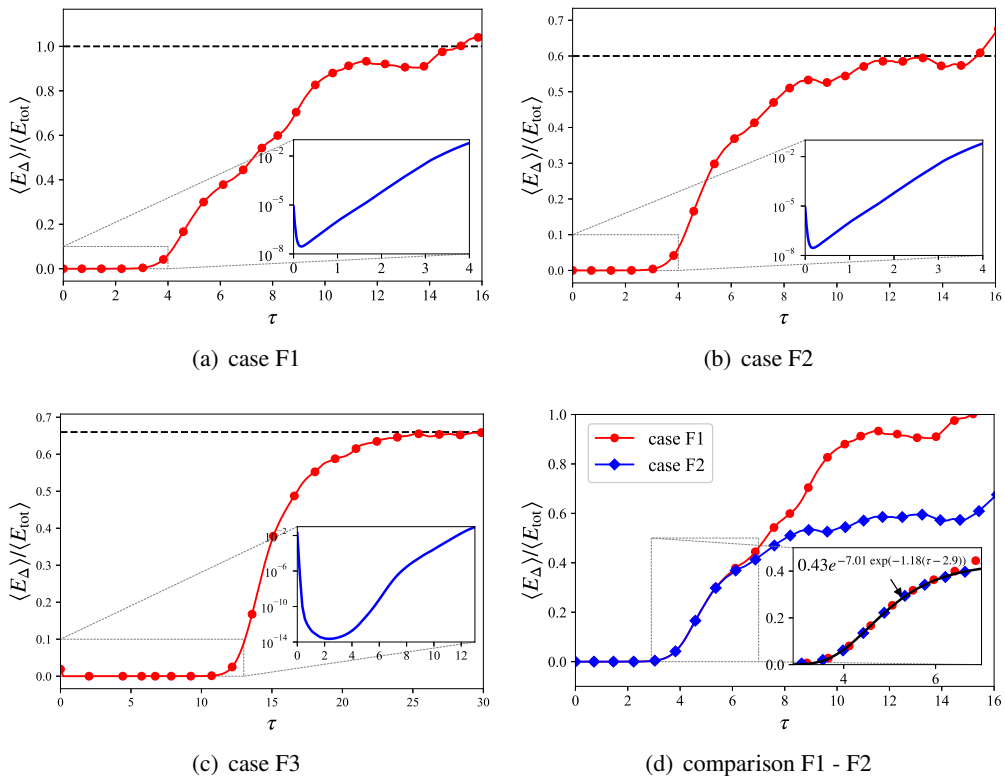 ⟨E_Δ⟩/⟨E_tot⟩
1.0
0.8
0.6
0.4
0.2
0.0
10^−2
10^−5
10^−8
0 1 2 3 4
0 2 4 6 8 10 12 14 16
τ
(a) case F1
⟨E_Δ⟩/⟨E_tot⟩
0.7
0.6
0.5
0.4
0.3
0.2
0.1
0.0
10^−2
10^−5
10^−8
0 1 2 3 4
0 2 4 6 8 10 12 14 16
τ
(b) case F2
⟨E_Δ⟩/⟨E_tot⟩
0.7
0.6
0.5
0.4
0.3
0.2
0.1
0.0
10^−2
10^−6
10^−10
10^−14
0 2 4 6 8 10 12
0 5 10 15 20 25 30
τ
(c) case F3
⟨E_Δ⟩/⟨E_tot⟩
1.0
0.8
0.6
0.4
0.2
0.0
case F1
case F2
0.43e^−7.01 exp(−1.18(τ−2.9))
0.4
0.2
0.0
4 6
0 2 4 6 8 10 12 14 16
τ
(d) comparison F1 - F2